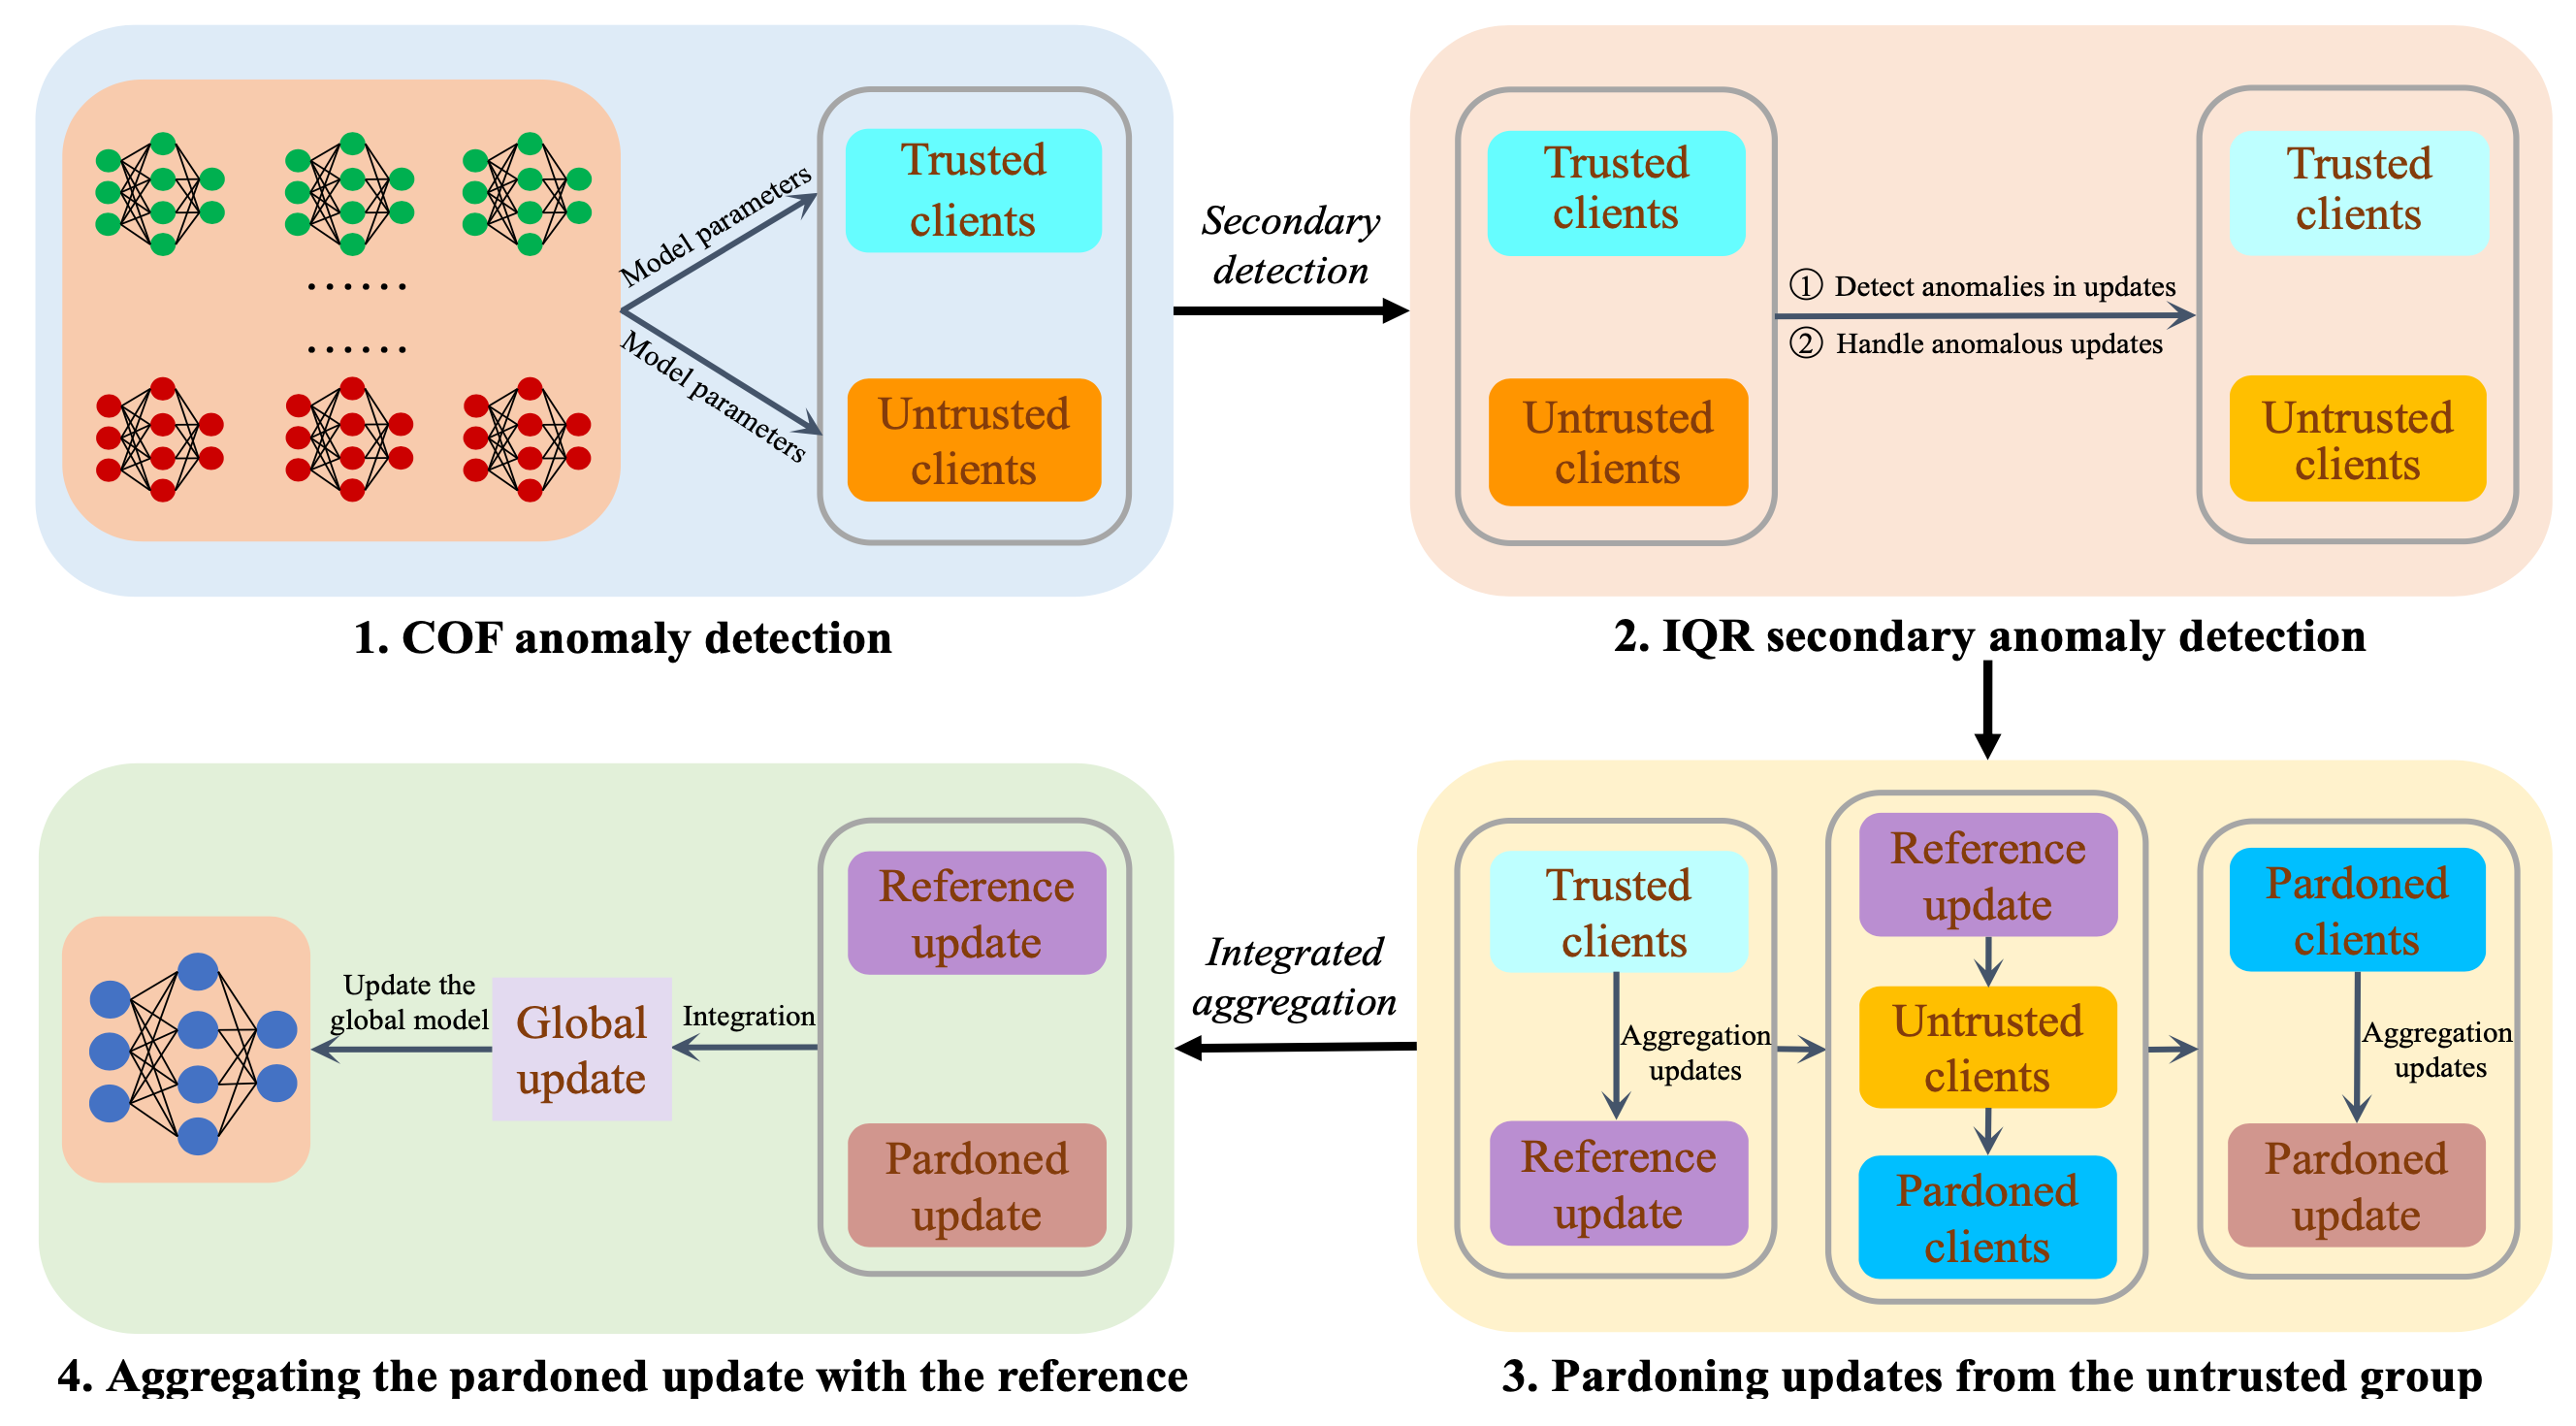 Model parameters
Model parameters
Trusted
clients
Untrusted
clients
1. COF anomaly detection
Secondary
detection
Trusted
clients
Untrusted
clients
① Detect anomalies in updates
② Handle anomalous updates
Trusted
clients
Untrusted
clients
2. IQR secondary anomaly detection
Trusted
clients
Aggregation
updates
Reference
update
Reference
update
Untrusted
clients
Pardoned
clients
Pardoned
clients
Aggregation
updates
Pardoned
update
3. Pardoning updates from the untrusted group
Integrated
aggregation
Reference
update
Pardoned
update
Integration
Global
update
Update the
global model
4. Aggregating the pardoned update with the reference